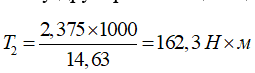 T₂ = 2,375×1000 / 14,63 = 162,3 Н × м